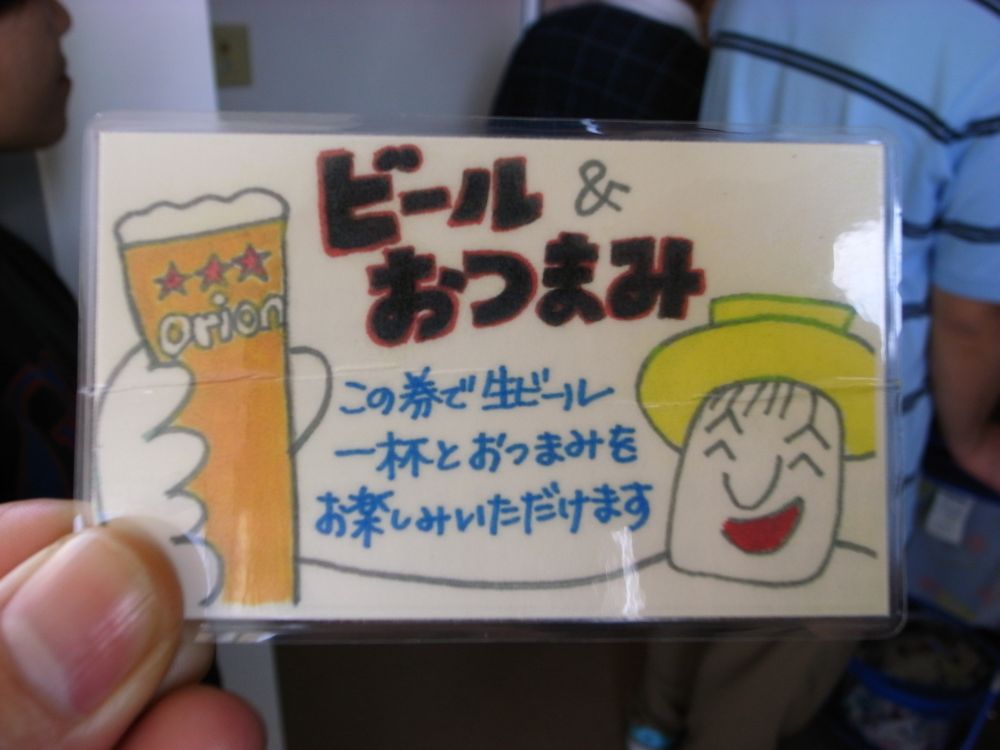 ビール &
おつまみ
orion
この券で生ビール
一杯とおつまみを
お楽しみいただけます